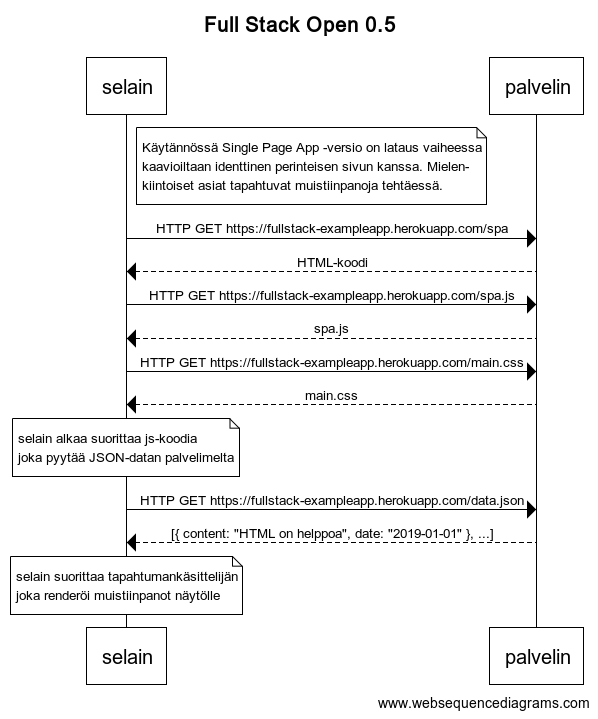 Full Stack Open 0.5
selain
palvelin
Käytännössä Single Page App -versio on lataus vaiheessa
kaavioiltaan identtinen perinteisen sivun kanssa. Mielen-
kiintoiset asiat tapahtuvat muistiinpanoja tehtäessä.
HTTP GET https://fullstack-exampleapp.herokuapp.com/spa
HTML-koodi
HTTP GET https://fullstack-exampleapp.herokuapp.com/spa.js
spa.js
HTTP GET https://fullstack-exampleapp.herokuapp.com/main.css
main.css
selain alkaa suorittaa js-koodia
joka pyytää JSON-datan palvelimelta
HTTP GET https://fullstack-exampleapp.herokuapp.com/data.json
[{ content: "HTML on helppoa", date: "2019-01-01" }, ...]
selain suorittaa tapahtumankäsittelijän
joka renderöi muistiinpanot näytölle
selain
palvelin
www.websequencediagrams.com